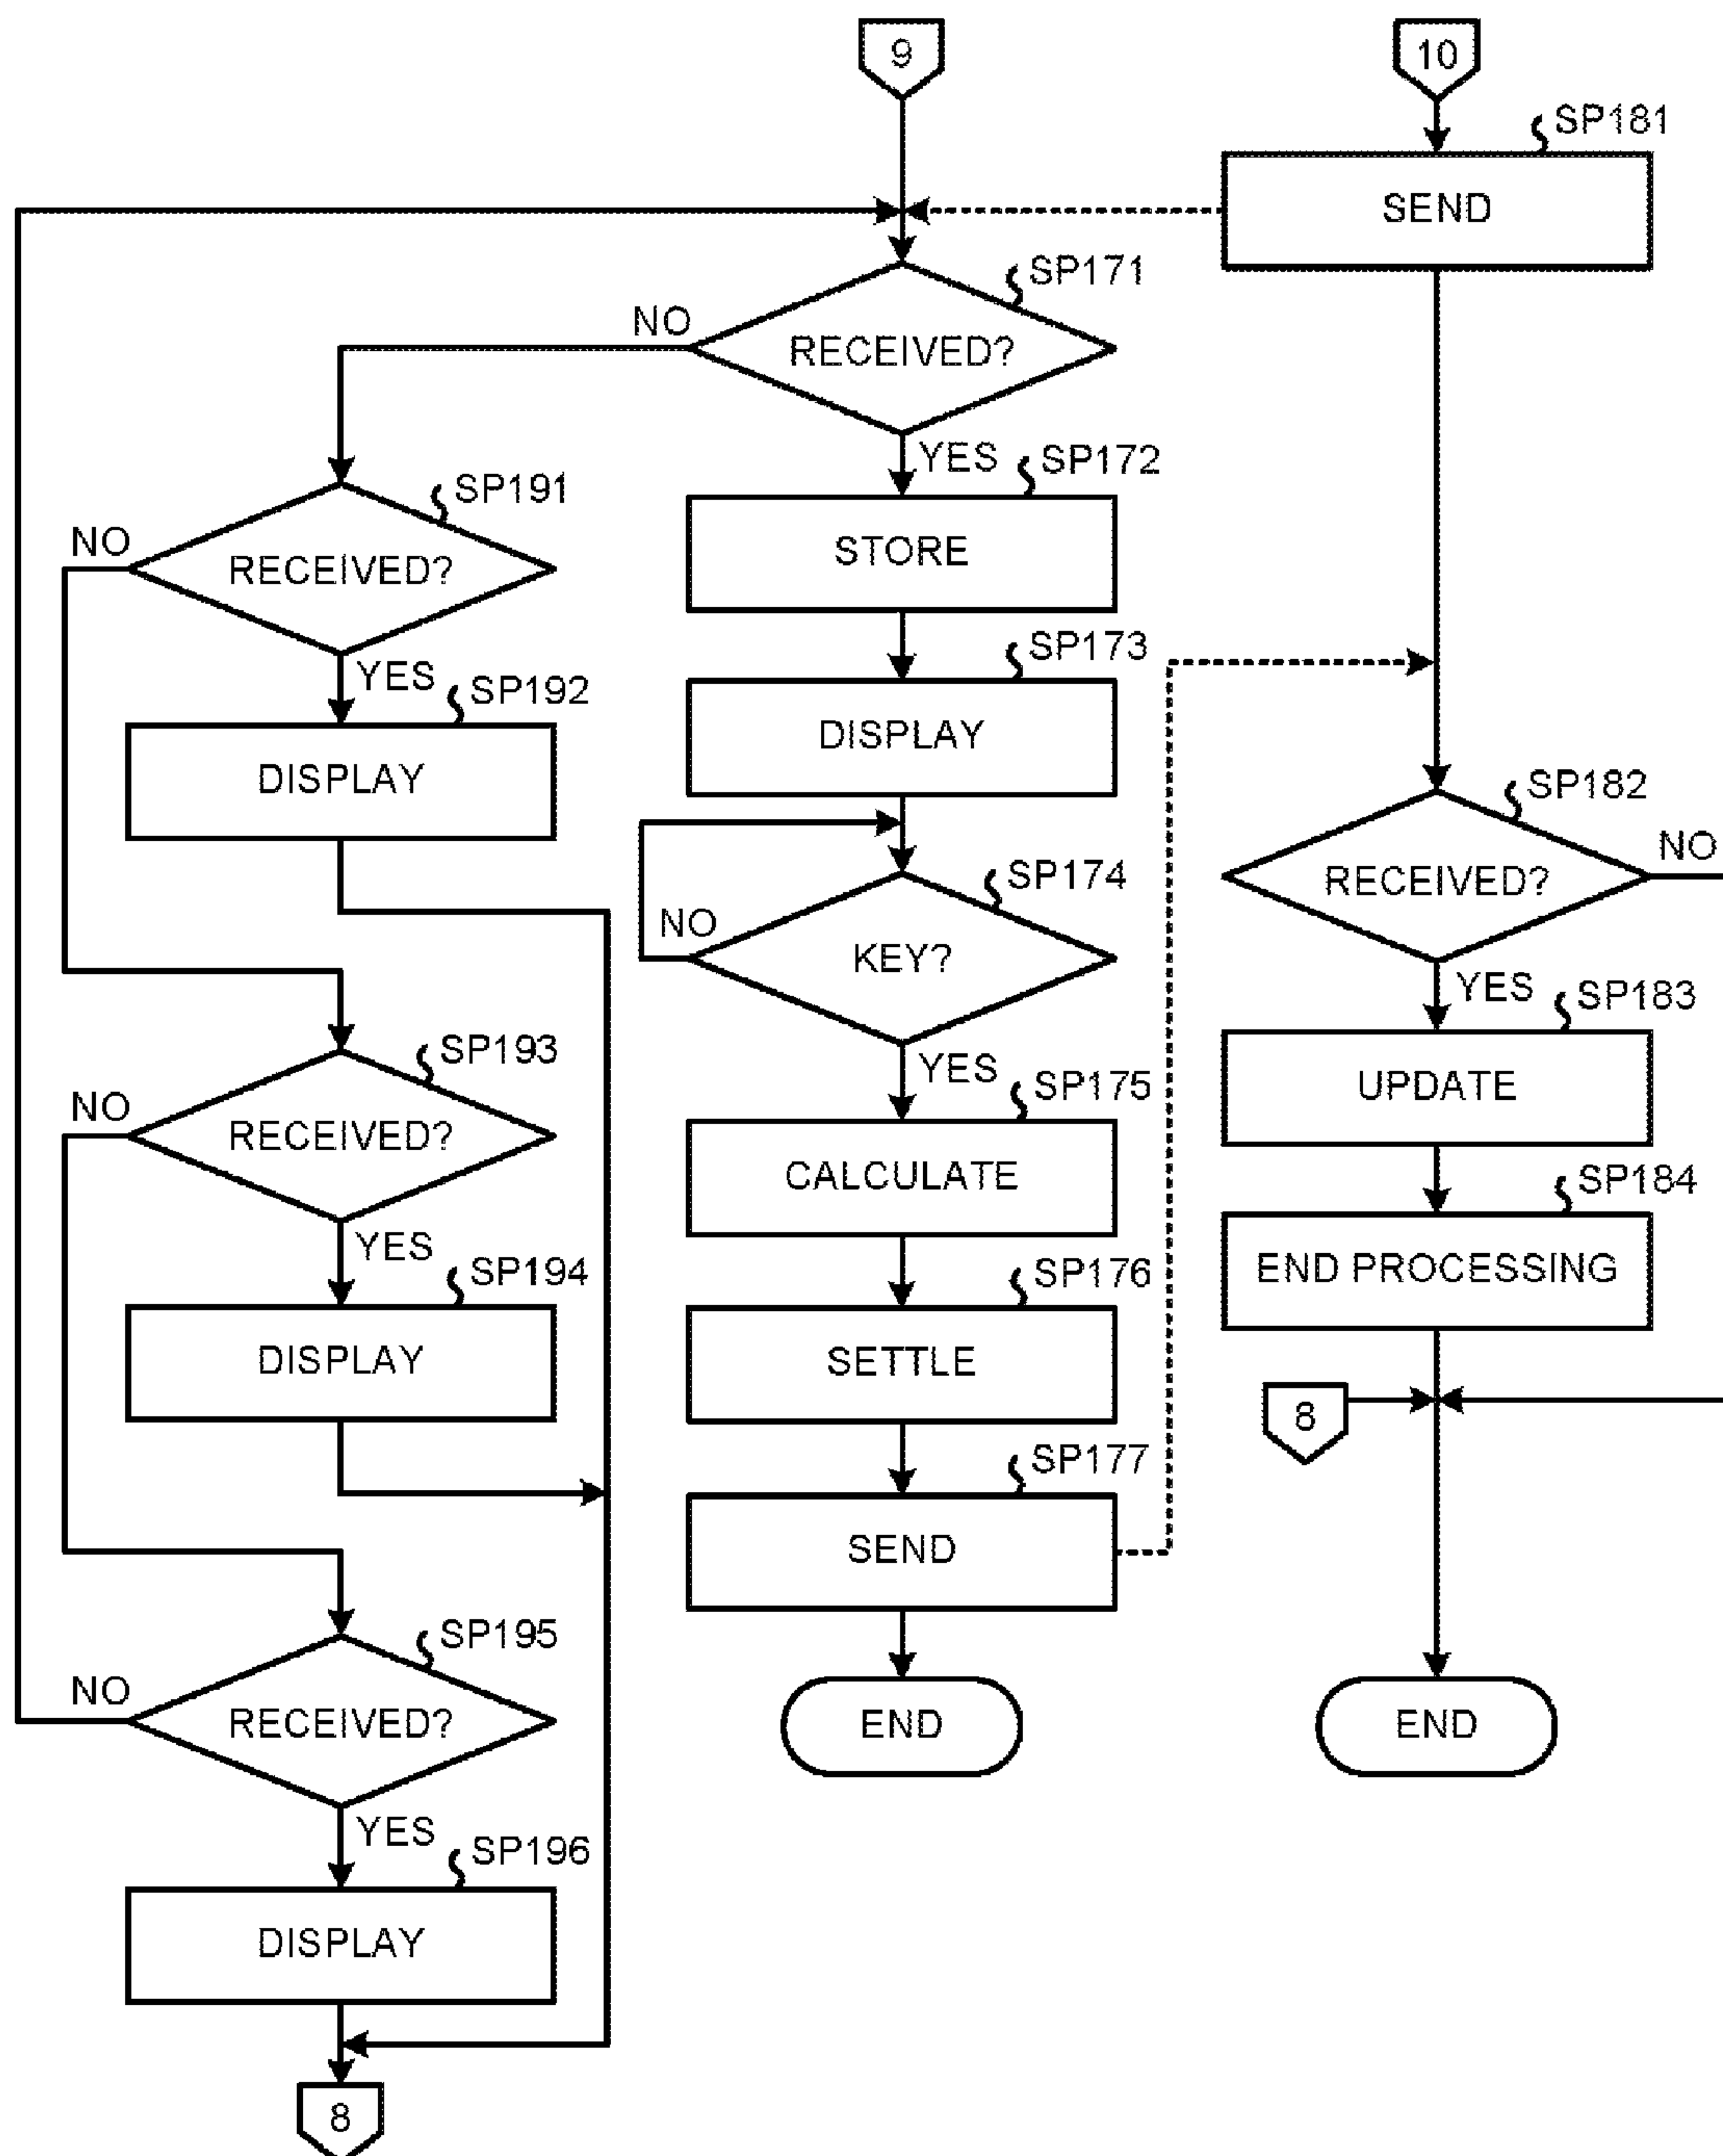 9
10
SP181
SEND
SP171
NO
RECEIVED?
YES
SP172
SP191
NO
RECEIVED?
STORE
SP173
YES
SP192
DISPLAY
DISPLAY
SP182
NO
RECEIVED?
SP174
NO
KEY?
YES
SP183
SP193
NO
RECEIVED?
YES
SP175
UPDATE
CALCULATE
SP184
YES
SP194
SP176
END PROCESSING
DISPLAY
SETTLE
8
SP177
SEND
SP195
NO
RECEIVED?
END
END
YES
SP196
DISPLAY
8